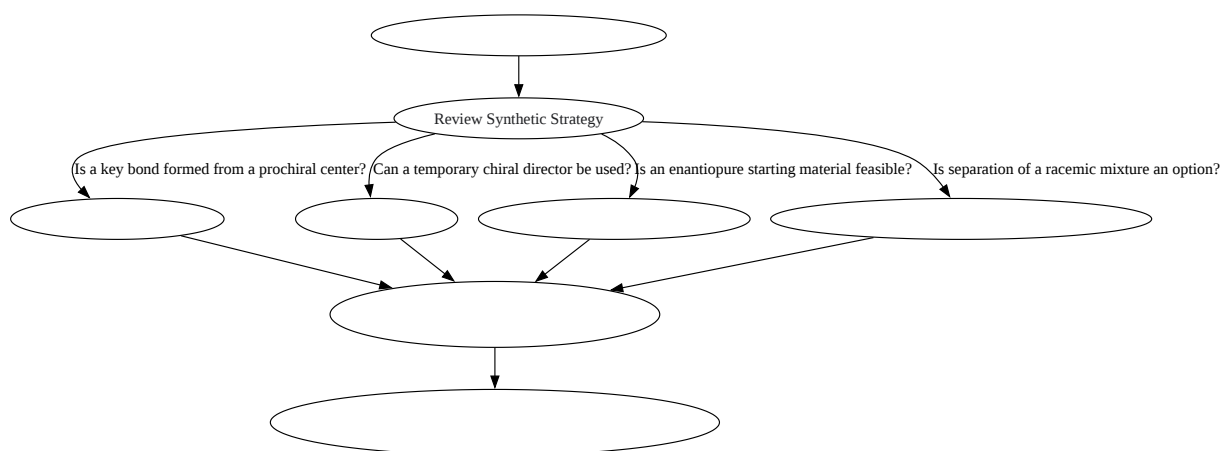 Review Synthetic Strategy
Is a key bond formed from a prochiral center?
Can a temporary chiral director be used?
Is an enantiopure starting material feasible?
Is separation of a racemic mixture an option?